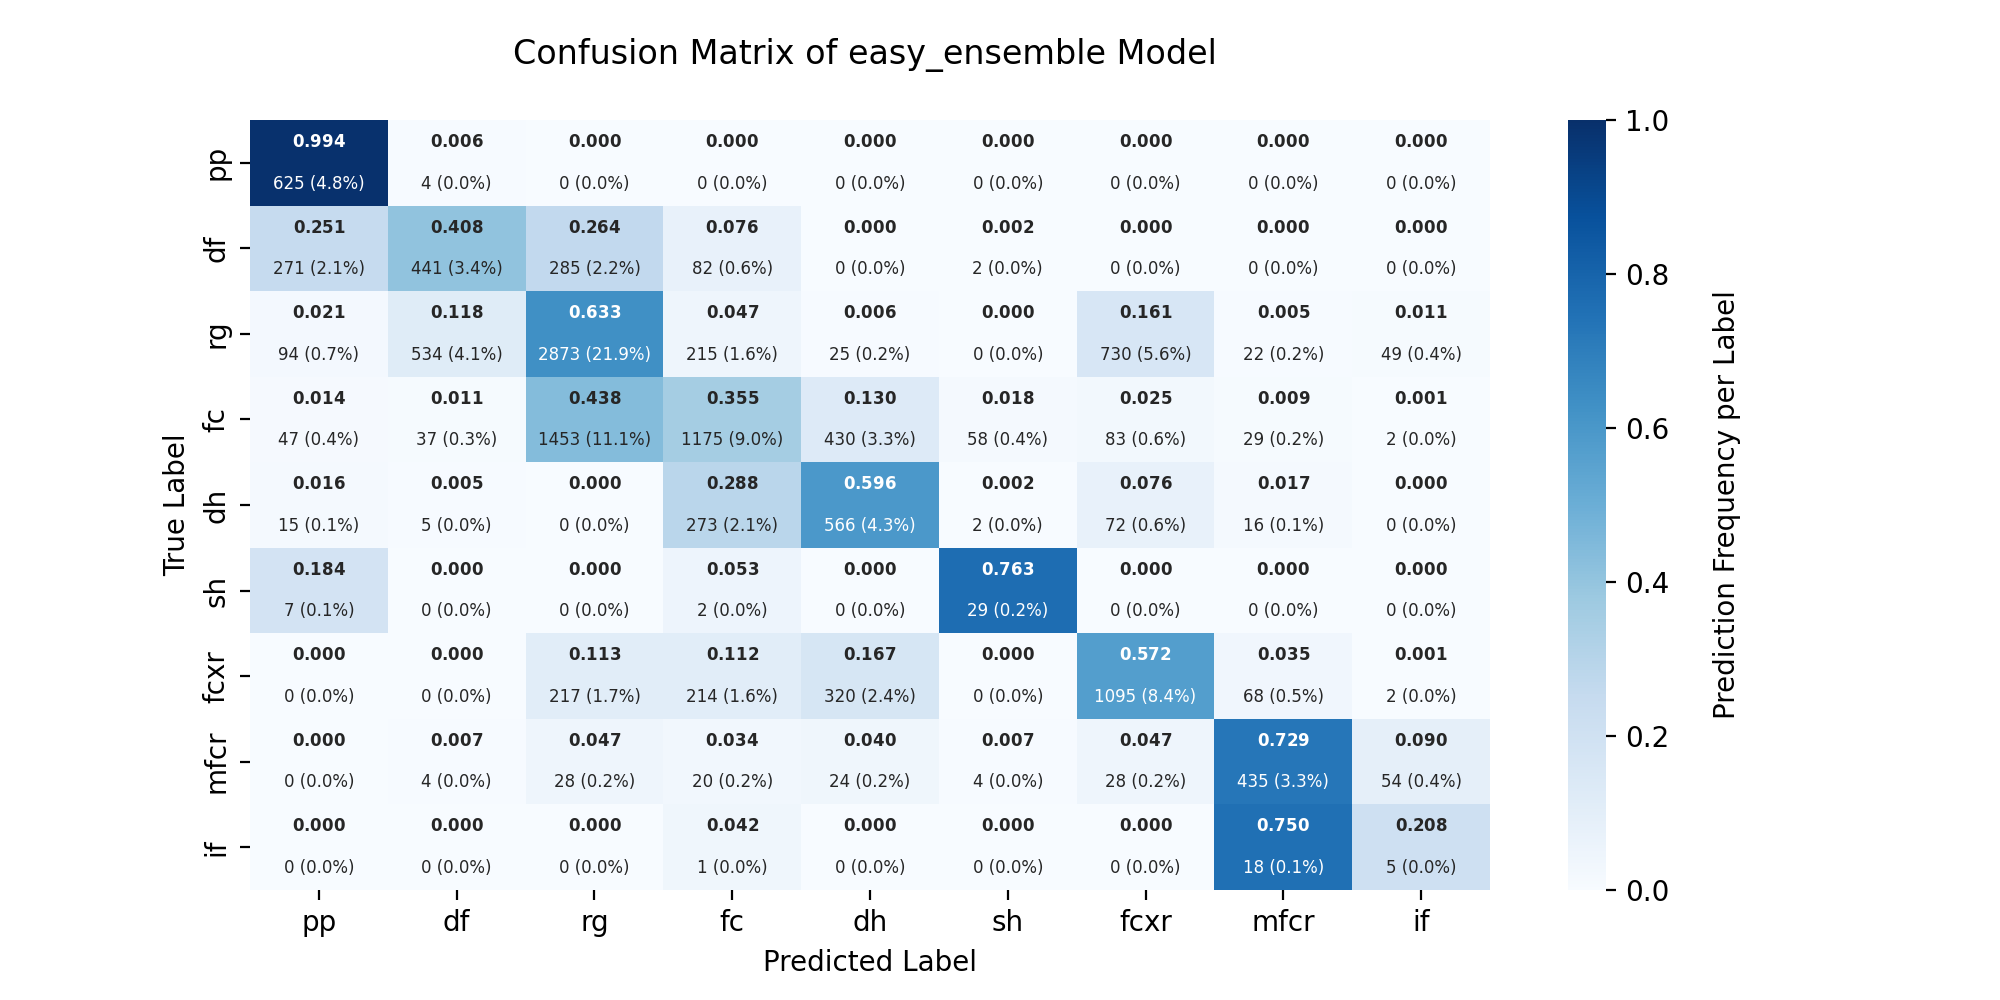 Confusion Matrix of easy_ensemble Model
0.994 0.006 0.000 0.000 0.000 0.000 0.000 0.000 0.000
pp
625 (4.8%) 4 (0.0%) 0 (0.0%) 0 (0.0%) 0 (0.0%) 0 (0.0%) 0 (0.0%) 0 (0.0%) 0 (0.0%)
0.251 0.408 0.264 0.076 0.000 0.002 0.000 0.000 0.000
df
271 (2.1%) 441 (3.4%) 285 (2.2%) 82 (0.6%) 0 (0.0%) 2 (0.0%) 0 (0.0%) 0 (0.0%) 0 (0.0%)
0.021 0.118 0.633 0.047 0.006 0.000 0.161 0.005 0.011
rg
94 (0.7%) 534 (4.1%) 2873 (21.9%) 215 (1.6%) 25 (0.2%) 0 (0.0%) 730 (5.6%) 22 (0.2%) 49 (0.4%)
0.014 0.011 0.438 0.355 0.130 0.018 0.025 0.009 0.001
fc
47 (0.4%) 37 (0.3%) 1453 (11.1%) 1175 (9.0%) 430 (3.3%) 58 (0.4%) 83 (0.6%) 29 (0.2%) 2 (0.0%)
0.016 0.005 0.000 0.288 0.596 0.002 0.076 0.017 0.000
dh
15 (0.1%) 5 (0.0%) 0 (0.0%) 273 (2.1%) 566 (4.3%) 2 (0.0%) 72 (0.6%) 16 (0.1%) 0 (0.0%)
0.184 0.000 0.000 0.053 0.000 0.763 0.000 0.000 0.000
sh
7 (0.1%) 0 (0.0%) 0 (0.0%) 2 (0.0%) 0 (0.0%) 29 (0.2%) 0 (0.0%) 0 (0.0%) 0 (0.0%)
0.000 0.000 0.113 0.112 0.167 0.000 0.572 0.035 0.001
fcxr
0 (0.0%) 0 (0.0%) 217 (1.7%) 214 (1.6%) 320 (2.4%) 0 (0.0%) 1095 (8.4%) 68 (0.5%) 2 (0.0%)
0.000 0.007 0.047 0.034 0.040 0.007 0.047 0.729 0.090
mfcr
0 (0.0%) 4 (0.0%) 28 (0.2%) 20 (0.2%) 24 (0.2%) 4 (0.0%) 28 (0.2%) 435 (3.3%) 54 (0.4%)
0.000 0.000 0.000 0.042 0.000 0.000 0.000 0.750 0.208
if
0 (0.0%) 0 (0.0%) 0 (0.0%) 1 (0.0%) 0 (0.0%) 0 (0.0%) 0 (0.0%) 18 (0.1%) 5 (0.0%)
pp df rg fc dh sh fcxr mfcr if
Predicted Label
True Label
1.0
0.8
0.6
0.4
0.2
0.0
Prediction Frequency per Label